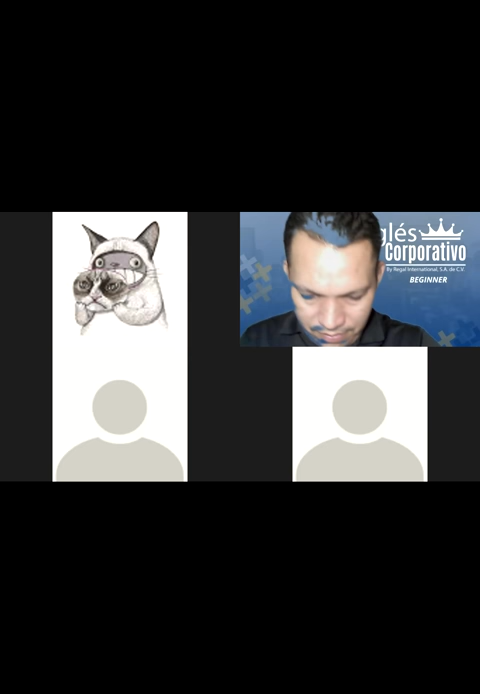 glés
Corporativo
By Regal International, S.A. de C.V.
BEGINNER